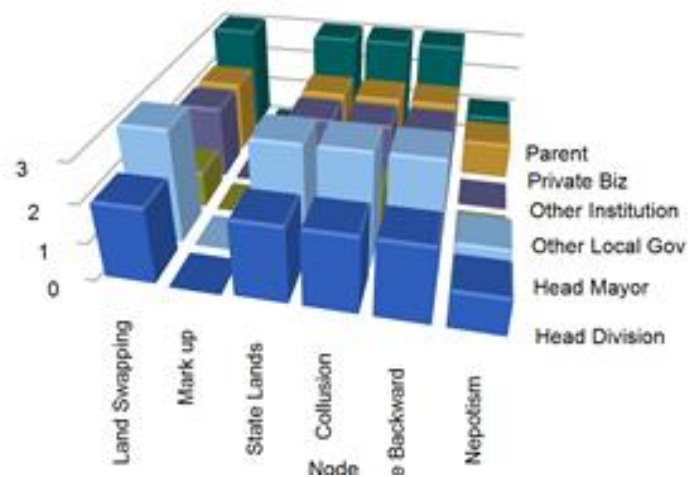 3
2
1
0
Parent
Private Biz
Other Institution
Other Local Gov
Head Mayor
Head Division
Land Swapping
Mark up
State Lands
Collusion
e Backward
Nepotism
Node